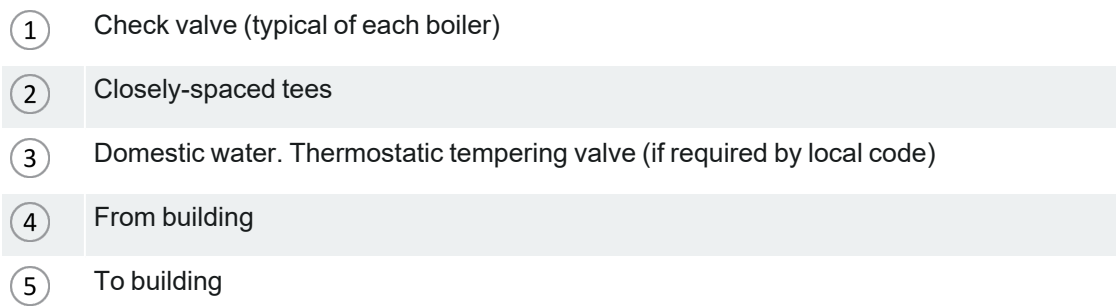 1 Check valve (typical of each boiler)
2 Closely-spaced tees
3 Domestic water. Thermostatic tempering valve (if required by local code)
4 From building
5 To building